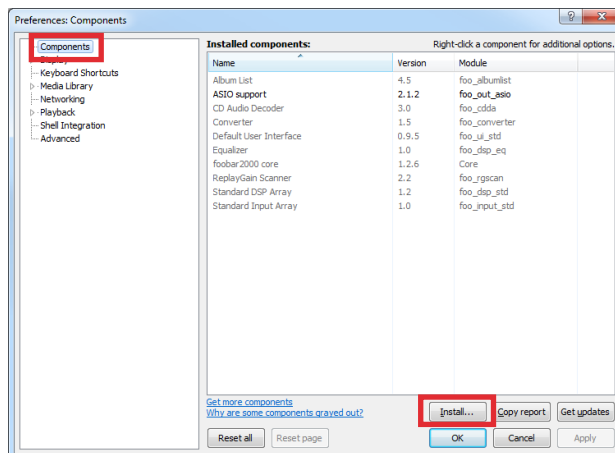 Preferences: Components
Components
Display
Keyboard Shortcuts
Media Library
Networking
Playback
Shell Integration
Advanced
Installed components:
Right-click a component for additional options.
Name Version Module
Album List 4.5 foo_albumlist
ASIO support 2.1.2 foo_out_asio
CD Audio Decoder 3.0 foo_cdda
Converter 1.5 foo_converter
Default User Interface 0.9.5 foo_ui_std
Equalizer 1.0 foo_dsp_eq
foobar2000 core 1.2.6 Core
ReplayGain Scanner 2.2 foo_rgscan
Standard DSP Array 1.2 foo_dsp_std
Standard Input Array 1.0 foo_input_std
Get more components
Why are some components grayed out?
Install... Copy report Get updates
Reset all Reset page OK Cancel Apply